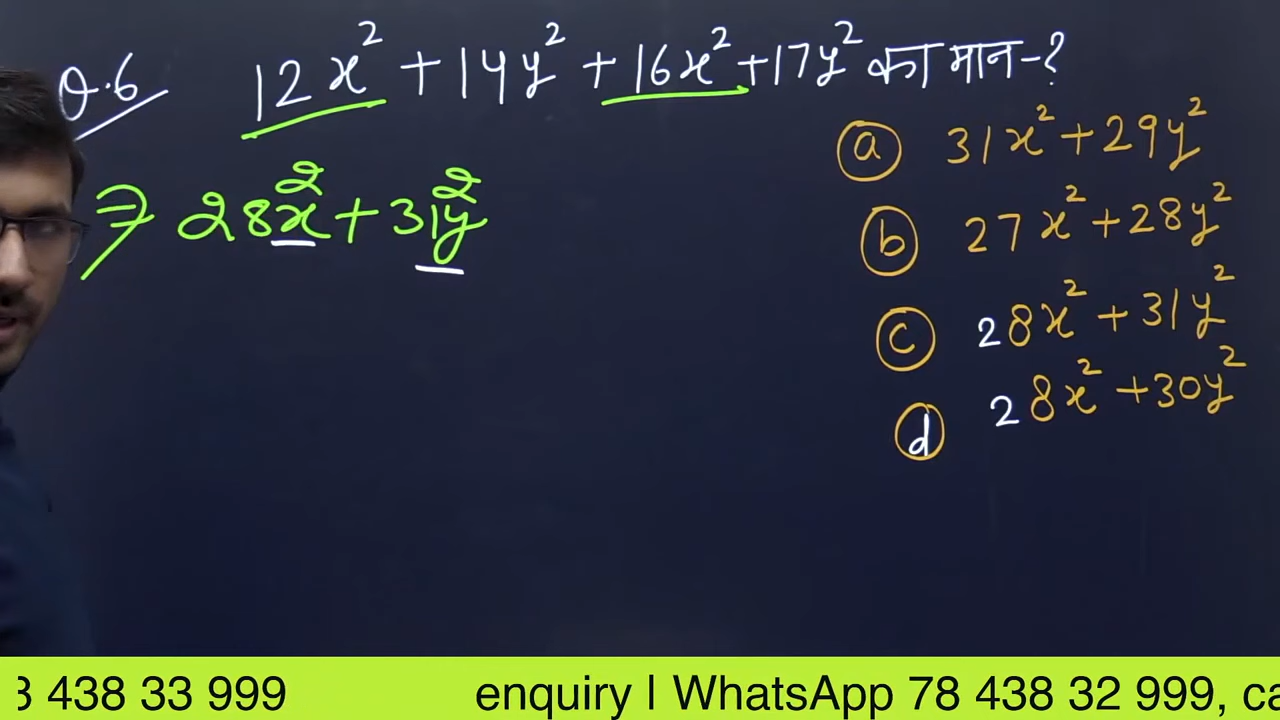 Q.6 12x² + 14y² + 16x² + 17y² का मान-?
⇒ 28x² + 31y²
(a) 31x² + 29y²
(b) 27x² + 28y²
(c) 28x² + 31y²
(d) 28x² + 30y²
3 438 33 999 enquiry | WhatsApp 78 438 32 999, ca